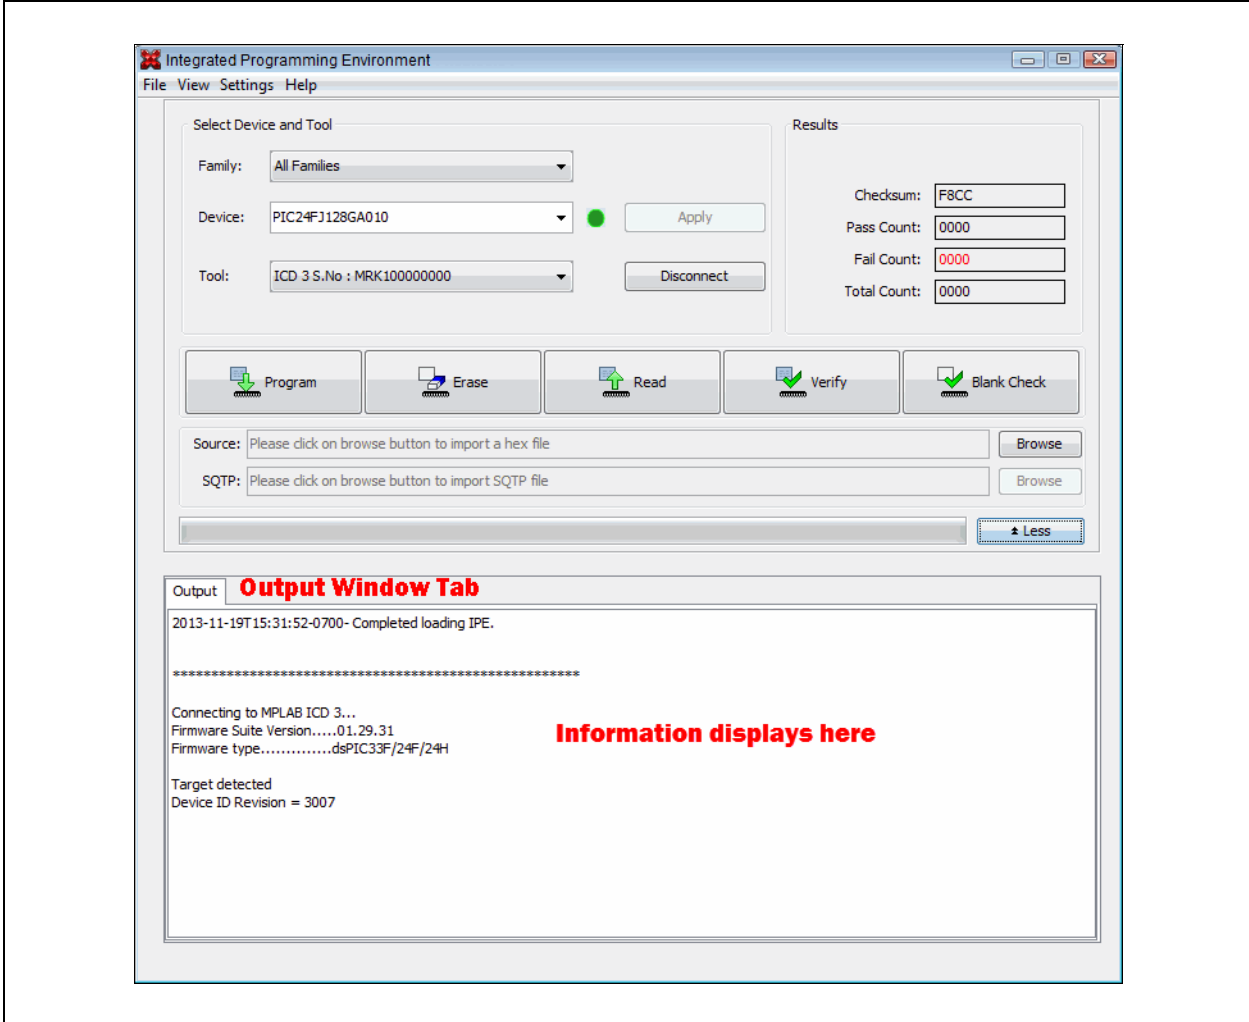 Integrated Programming Environment
File View Settings Help
Select Device and Tool
Family: All Families
Device: PIC24FJ128GA010 Apply
Tool: ICD 3 S.No : MRK100000000 Disconnect
Results
Checksum: F8CC
Pass Count: 0000
Fail Count: 0000
Total Count: 0000
Program Erase Read Verify Blank Check
Source: Please click on browse button to import a hex file Browse
SQTP: Please click on browse button to import SQTP file Browse
Less
Output Output Window Tab
2013-11-19T15:31:52-0700- Completed loading IPE.
*****************************************************
Connecting to MPLAB ICD 3...
Firmware Suite Version.....01.29.31
Information displays here
Firmware type..............dsPIC33F/24F/24H
Target detected
Device ID Revision = 3007